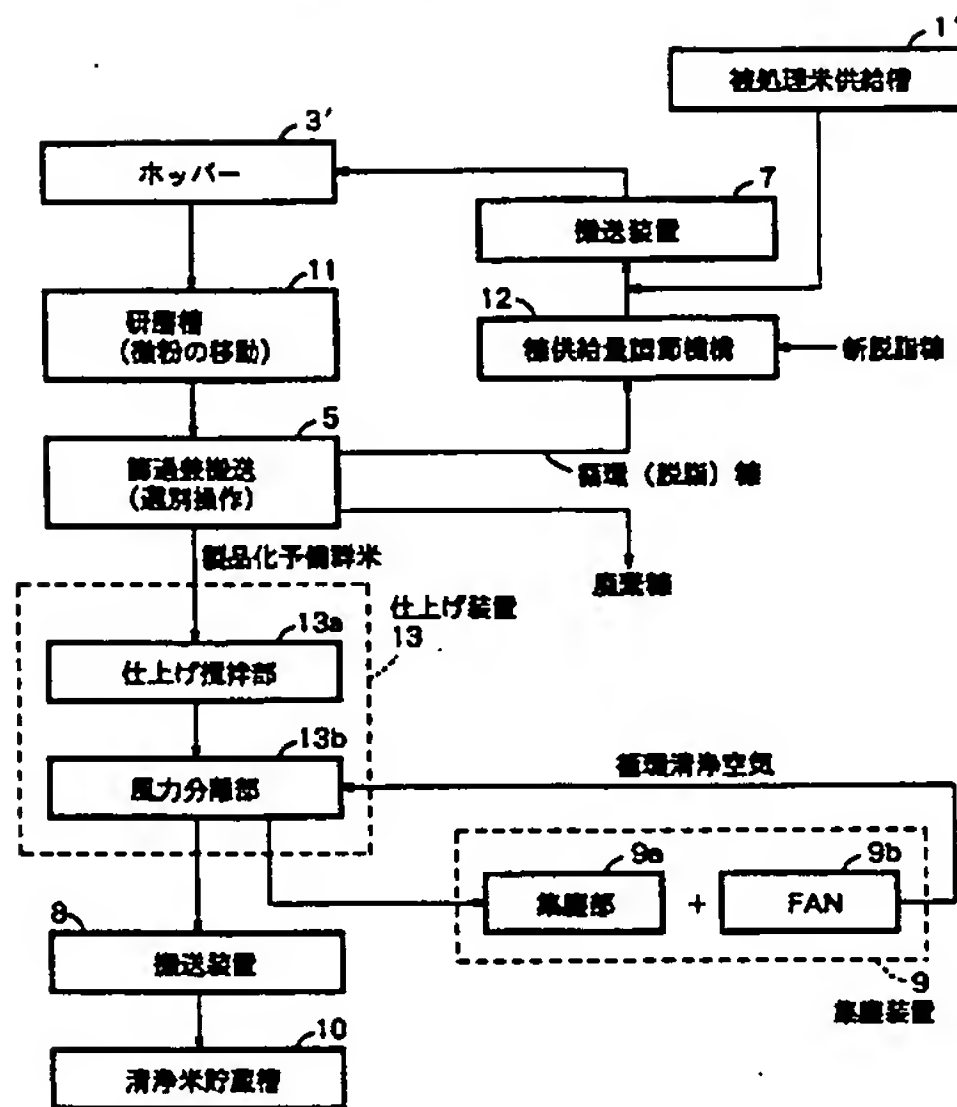 1'
被処理米供給槽
3'
ホッパー
7
搬送装置
11
研磨槽
(微粉の移動)
12
糠供給量調節機構
新脱脂糠
5
篩過兼搬送
(選別操作)
循環(脱脂)糠
製品化予備群米
廃棄糠
仕上げ装置
13
13a
仕上げ撹拌部
13b
風力分離部
循環清浄空気
9a
集塵部
+
9b
FAN
9
集塵装置
8
搬送装置
10
清浄米貯蔵槽